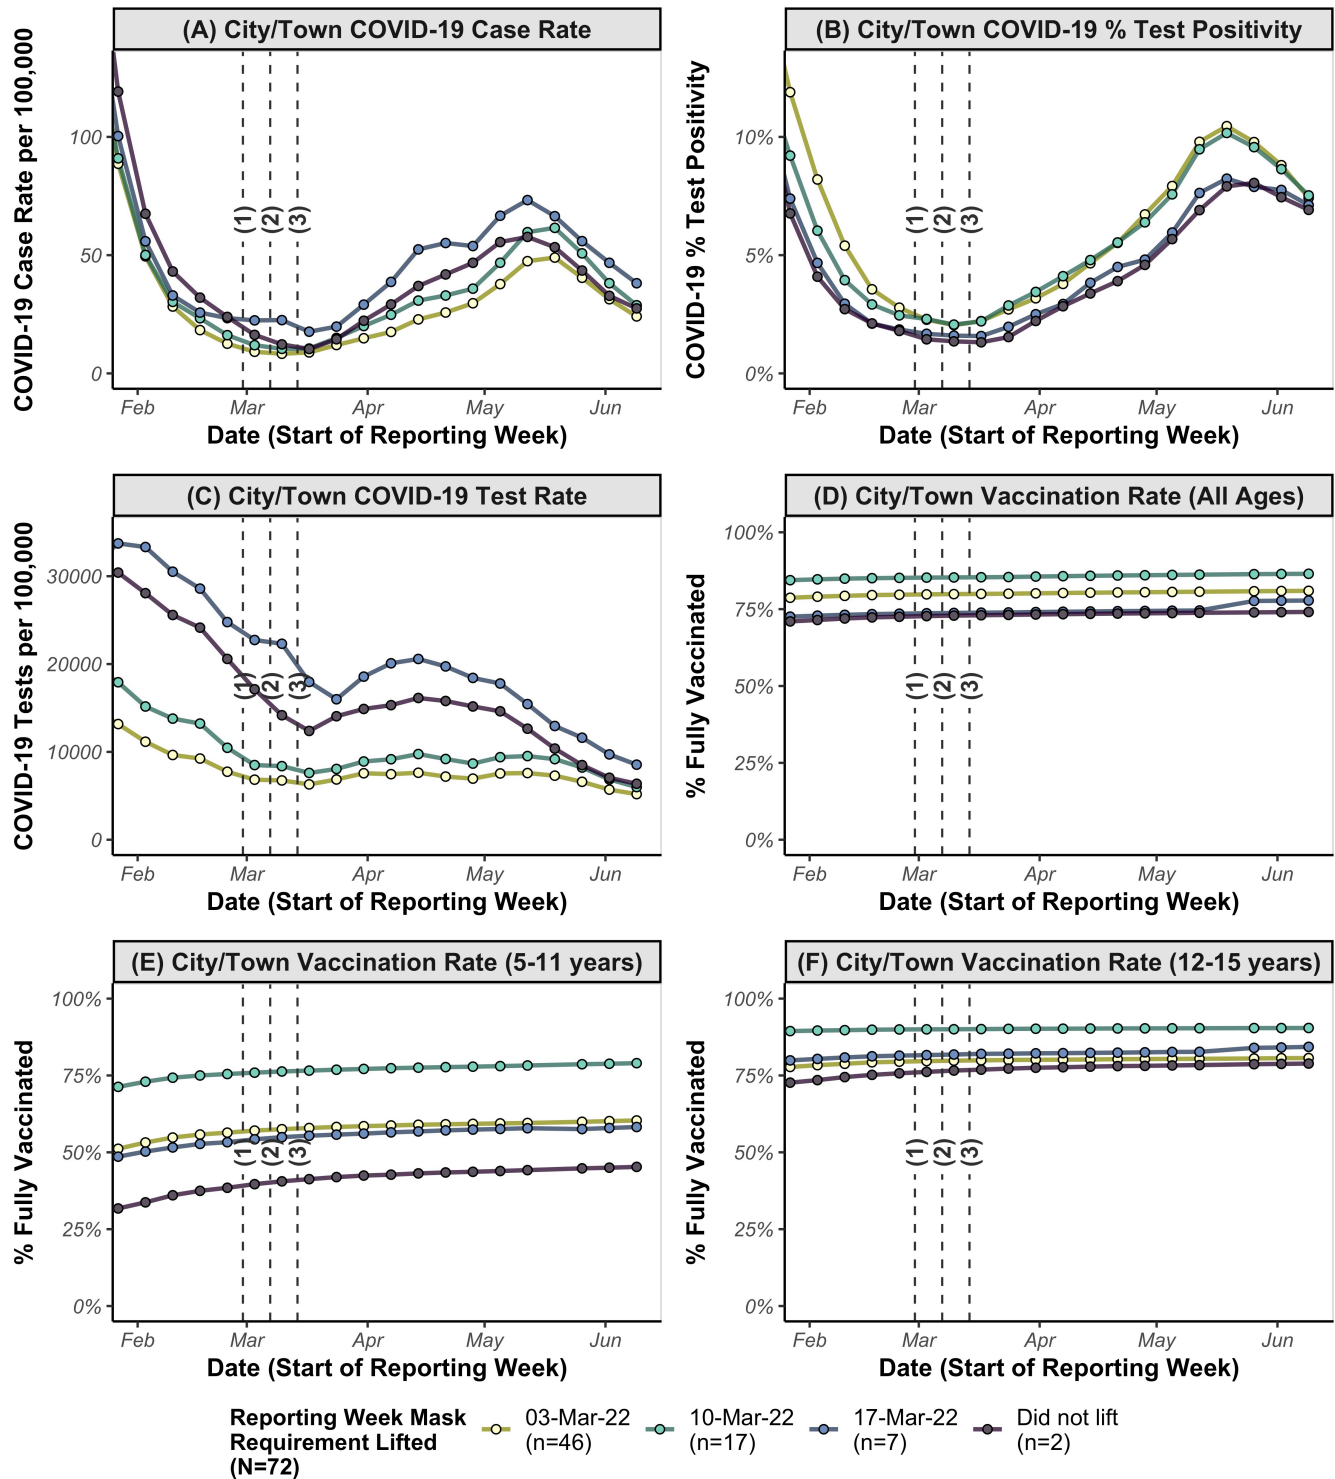 (A) City/Town COVID-19 Case Rate
COVID-19 Case Rate per 100,000
100
50
0
(1)
(2)
(3)
Feb
Mar
Apr
May
Jun
Date (Start of Reporting Week)
(B) City/Town COVID-19 % Test Positivity
COVID-19 % Test Positivity
10%
5%
0%
(1)
(2)
(3)
Feb
Mar
Apr
May
Jun
Date (Start of Reporting Week)
(C) City/Town COVID-19 Test Rate
COVID-19 Tests per 100,000
30000
20000
10000
0
(1)
(2)
(3)
Feb
Mar
Apr
May
Jun
Date (Start of Reporting Week)
(D) City/Town Vaccination Rate (All Ages)
% Fully Vaccinated
100%
75%
50%
25%
0%
(1)
(2)
(3)
Feb
Mar
Apr
May
Jun
Date (Start of Reporting Week)
(E) City/Town Vaccination Rate (5-11 years)
% Fully Vaccinated
100%
75%
50%
25%
0%
(1)
(2)
(3)
Feb
Mar
Apr
May
Jun
Date (Start of Reporting Week)
(F) City/Town Vaccination Rate (12-15 years)
% Fully Vaccinated
100%
75%
50%
25%
0%
(1)
(2)
(3)
Feb
Mar
Apr
May
Jun
Date (Start of Reporting Week)
Reporting Week Mask
Requirement Lifted
(N=72)
03-Mar-22
(n=46)
10-Mar-22
(n=17)
17-Mar-22
(n=7)
Did not lift
(n=2)